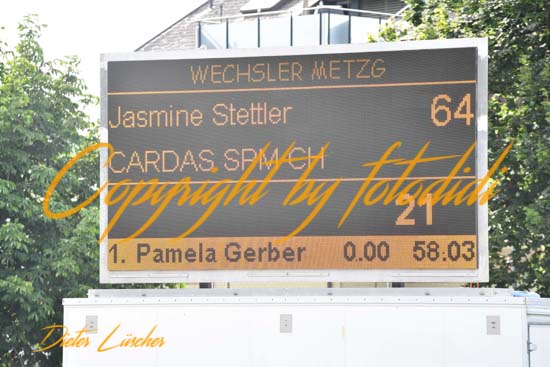 WECHSLER METZG
Jasmine Stettler 64
CARDAS SPM CH
Copyright by fotodidi
21
1. Pamela Gerber 0.00 58.03
Dieter Lüscher